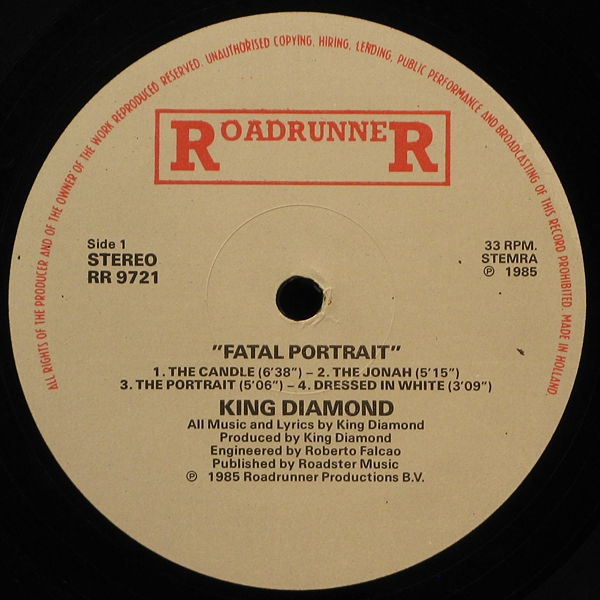 ALL RIGHTS OF THE PRODUCER AND OF THE OWNER OF THE WORK REPRODUCED RESERVED. UNAUTHORISED COPYING, HIRING, LENDING, PUBLIC PERFORMANCE AND BROADCASTING OF THIS RECORD PROHIBITED. MADE IN HOLLAND.
ROADRUNNER
Side 1
STEREO
RR 9721
33 RPM.
STEMRA
℗ 1985
"FATAL PORTRAIT"
1. THE CANDLE (6'38") – 2. THE JONAH (5'15")
3. THE PORTRAIT (5'06") – 4. DRESSED IN WHITE (3'09")
KING DIAMOND
All Music and Lyrics by King Diamond
Produced by King Diamond
Engineered by Roberto Falcao
Published by Roadster Music
℗ 1985 Roadrunner Productions B.V.